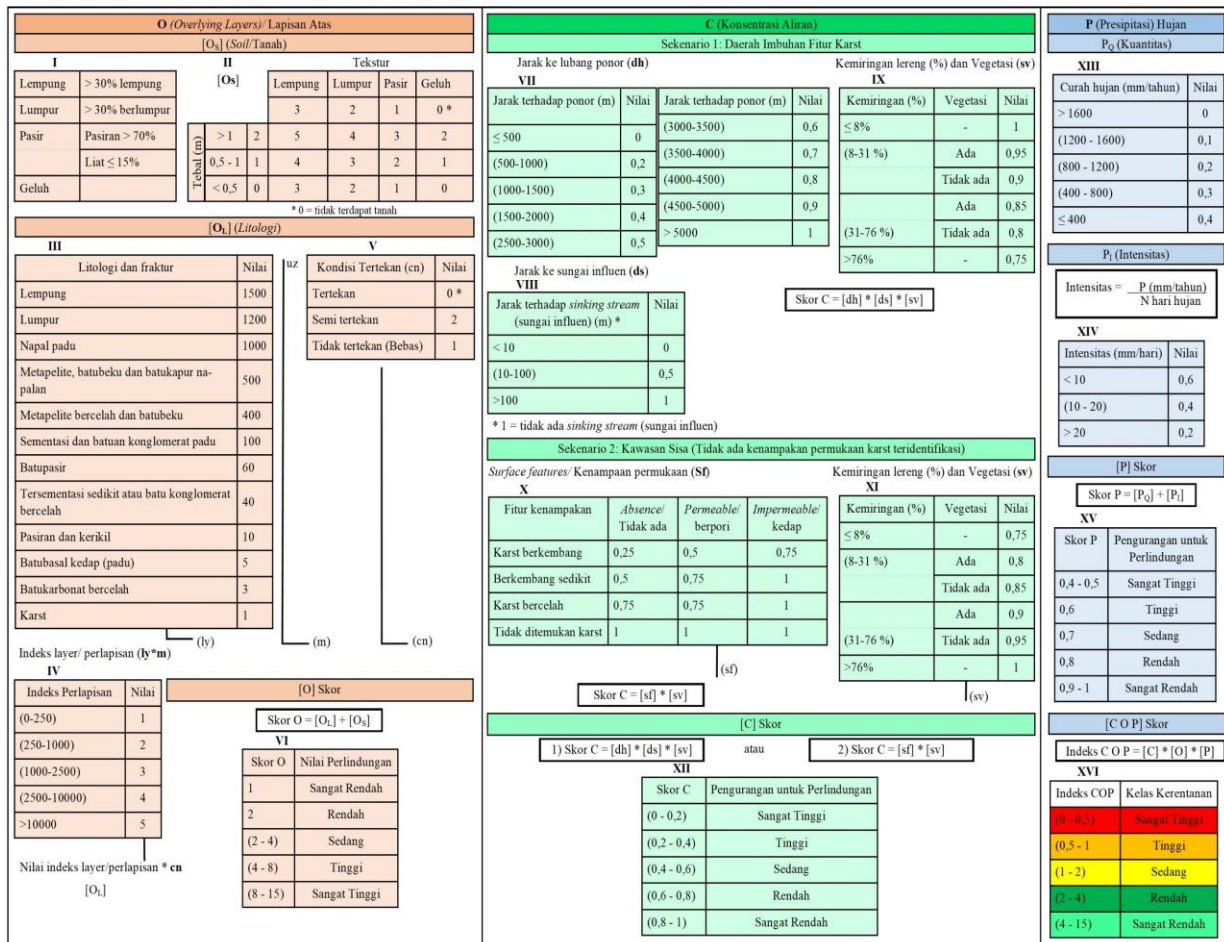 O (Overlying Layers)/ Lapisan Atas
[OS] (Soil/Tanah)
I
Lempung > 30% lempung
Lumpur > 30% berlumpur
Pasir Pasiran > 70%
Liat ≤ 15%
Geluh
II
[Os]
Tekstur
Lempung Lumpur Pasir Geluh
3 2 1 0 *
Tebal (m)
> 1 2 5 4 3 2
0,5 - 1 1 4 3 2 1
< 0,5 0 3 2 1 0
* 0 = tidak terdapat tanah
[OL] (Litologi)
III
Litologi dan fraktur Nilai
Lempung 1500
Lumpur 1200
Napal padu 1000
Metapelite, batubeku dan batukapur na-
palan 500
Metapelite bercelah dan batubeku 400
Sementasi dan batuan konglomerat padu 100
Batupasir 60
Tersementasi sedikit atau batu konglomerat
bercelah 40
Pasiran dan kerikil 10
Batubasal kedap (padu) 5
Batukarbonat bercelah 3
Karst 1
(ly)
uz
(m)
V
Kondisi Tertekan (cn) Nilai
Tertekan 0 *
Semi tertekan 2
Tidak tertekan (Bebas) 1
(cn)
Indeks layer/ perlapisan (ly*m)
IV
Indeks Perlapisan Nilai
(0-250) 1
(250-1000) 2
(1000-2500) 3
(2500-10000) 4
>10000 5
Nilai indeks layer/perlapisan * cn
[OL]
[O] Skor
Skor O = [OL] + [OS]
VI
Skor O Nilai Perlindungan
1 Sangat Rendah
2 Rendah
(2 - 4) Sedang
(4 - 8) Tinggi
(8 - 15) Sangat Tinggi
C (Konsentrasi Aliran)
Sekenario 1: Daerah Imbuhan Fitur Karst
Jarak ke lubang ponor (dh)
VII
Jarak terhadap ponor (m) Nilai
≤ 500 0
(500-1000) 0,2
(1000-1500) 0,3
(1500-2000) 0,4
(2500-3000) 0,5
Jarak terhadap ponor (m) Nilai
(3000-3500) 0,6
(3500-4000) 0,7
(4000-4500) 0,8
(4500-5000) 0,9
> 5000 1
Kemiringan lereng (%) dan Vegetasi (sv)
IX
Kemiringan (%) Vegetasi Nilai
≤ 8% - 1
(8-31 %) Ada 0,95
Tidak ada 0,9
Ada 0,85
(31-76 %) Tidak ada 0,8
>76% - 0,75
Jarak ke sungai influen (ds)
VIII
Jarak terhadap sinking stream
(sungai influen) (m) * Nilai
< 10 0
(10-100) 0,5
>100 1
* 1 = tidak ada sinking stream (sungai influen)
Skor C = [dh] * [ds] * [sv]
Sekenario 2: Kawasan Sisa (Tidak ada kenampakan permukaan karst teridentifikasi)
Surface features/ Kenampaan permukaan (Sf)
X
Fitur kenampakan Absence/ Tidak ada Permeable/ berpori Impermeable/ kedap
Karst berkembang 0,25 0,5 0,75
Berkembang sedikit 0,5 0,75 1
Karst bercelah 0,75 0,75 1
Tidak ditemukan karst 1 1 1
(sf)
Skor C = [sf] * [sv]
Kemiringan lereng (%) dan Vegetasi (sv)
XI
Kemiringan (%) Vegetasi Nilai
≤ 8% - 0,75
(8-31 %) Ada 0,8
Tidak ada 0,85
Ada 0,9
(31-76 %) Tidak ada 0,95
>76% - 1
(sv)
[C] Skor
1) Skor C = [dh] * [ds] * [sv] atau 2) Skor C = [sf] * [sv]
XII
Skor C Pengurangan untuk Perlindungan
(0 - 0,2) Sangat Tinggi
(0,2 - 0,4) Tinggi
(0,4 - 0,6) Sedang
(0,6 - 0,8) Rendah
(0,8 - 1) Sangat Rendah
P (Presipitasi) Hujan
PQ (Kuantitas)
XIII
Curah hujan (mm/tahun) Nilai
> 1600 0
(1200 - 1600) 0,1
(800 - 1200) 0,2
(400 - 800) 0,3
≤ 400 0,4
PI (Intensitas)
Intensitas = P (mm/tahun)
N hari hujan
XIV
Intensitas (mm/hari) Nilai
< 10 0,6
(10 - 20) 0,4
> 20 0,2
[P] Skor
Skor P = [PQ] + [PI]
XV
Skor P Pengurangan untuk
Perlindungan
0,4 - 0,5 Sangat Tinggi
0,6 Tinggi
0,7 Sedang
0,8 Rendah
0,9 - 1 Sangat Rendah
[C O P] Skor
Indeks C O P = [C] * [O] * [P]
XVI
Indeks COP Kelas Kerentanan
(0 - 0,5) Sangat Tinggi
(0,5 - 1 Tinggi
(1 - 2) Sedang
(2 - 4) Rendah
(4 - 15) Sangat Rendah